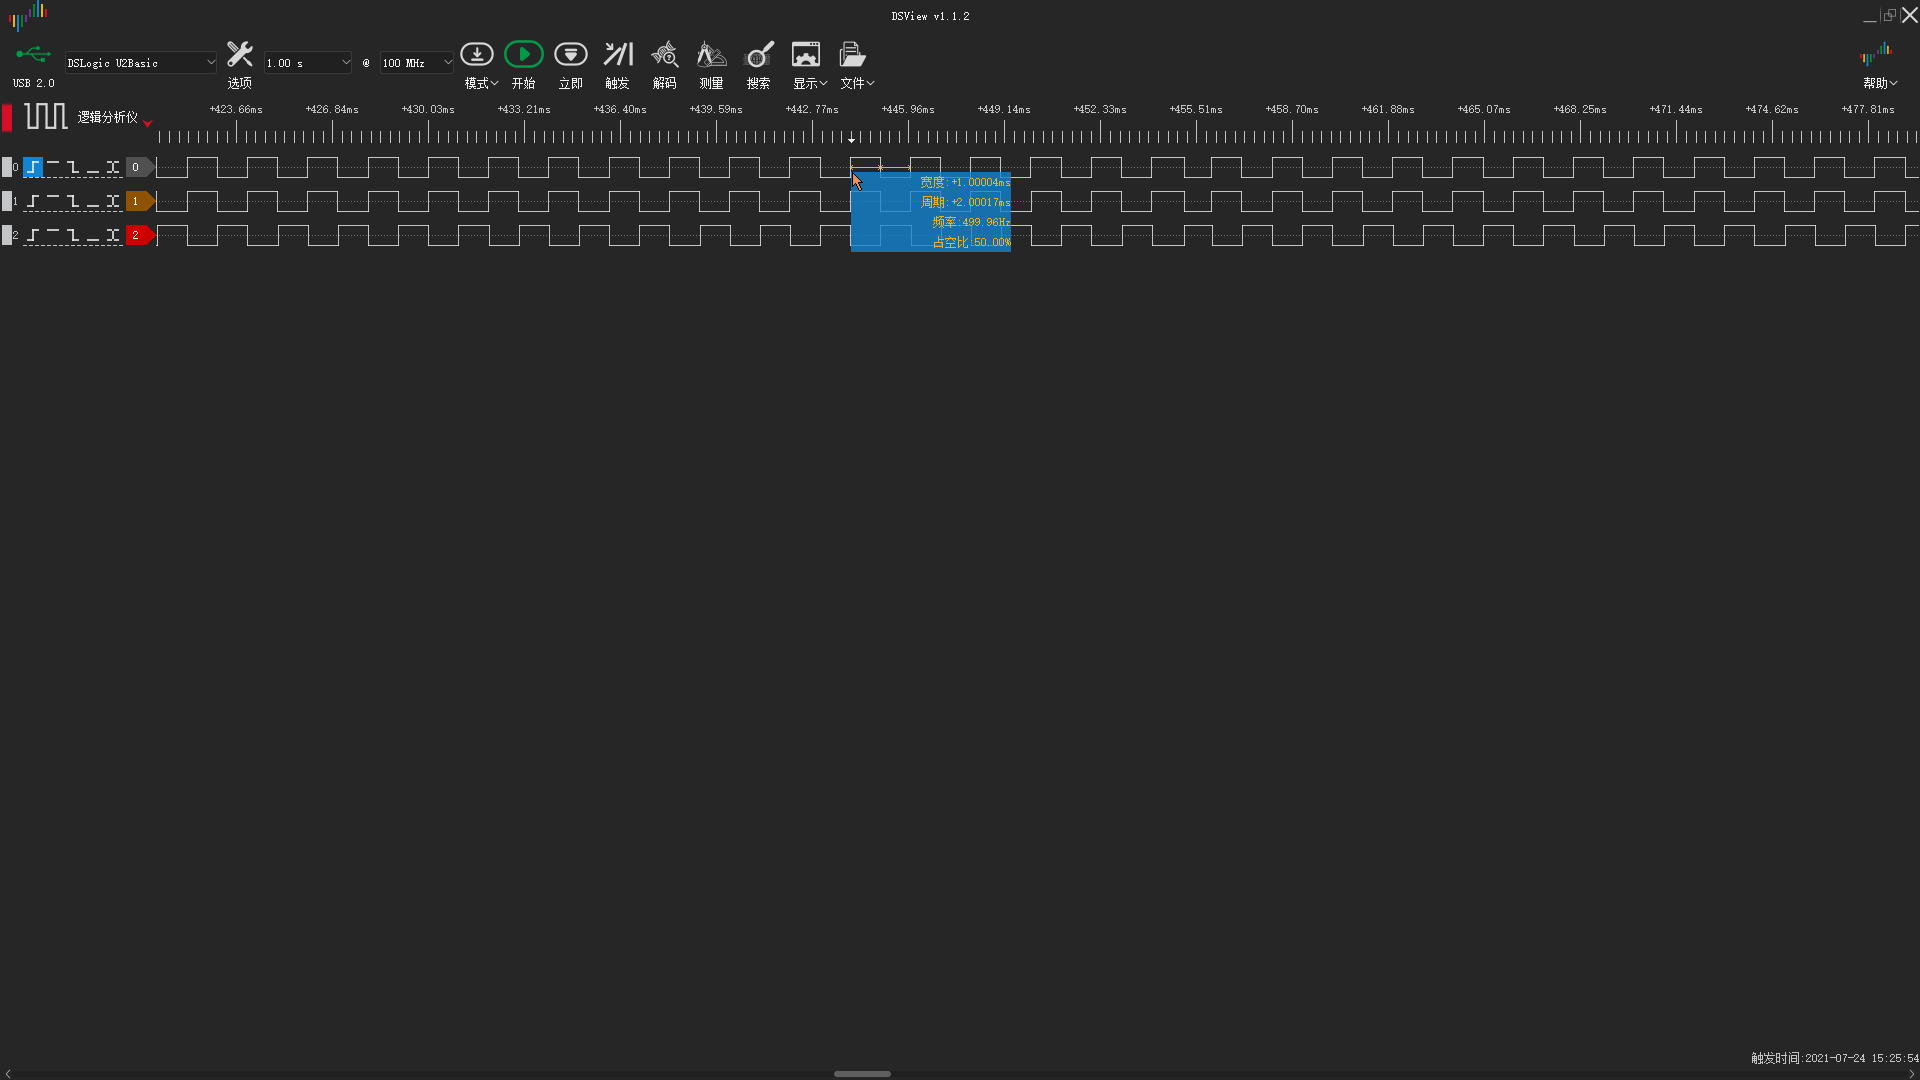 DSView v1.1.2
USB 2.0
DSLogic U2Basic
选项
1.00 s
@
100 MHz
模式
开始
立即
触发
解码
测量
搜索
显示
文件
帮助
逻辑分析仪
+423.66ms +426.84ms +430.03ms +433.21ms +436.40ms +439.59ms +442.77ms +445.96ms +449.14ms +452.33ms +455.51ms +458.70ms +461.88ms +465.07ms +468.25ms +471.44ms +474.62ms +477.81ms
0 0
1 1
2 2
宽度:+1.00004ms
周期:+2.00017ms
频率:499.96Hz
占空比:50.00%
触发时间:2021-07-24 15:25:54